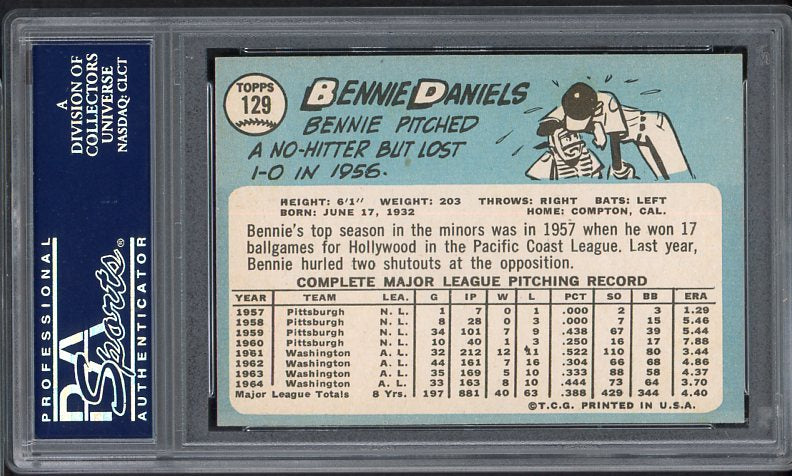 A
DIVISION OF
COLLECTORS
UNIVERSE
NASDAQ: CLCT
PROFESSIONAL
PSA
Sports®
AUTHENTICATOR
TOPPS
129
BENNIE DANIELS
BENNIE PITCHED
A NO-HITTER BUT LOST
1-0 IN 1956.
HEIGHT: 6'1" WEIGHT: 203 THROWS: RIGHT BATS: LEFT
BORN: JUNE 17, 1932 HOME: COMPTON, CAL.
Bennie's top season in the minors was in 1957 when he won 17
ballgames for Hollywood in the Pacific Coast League. Last year,
Bennie hurled two shutouts at the opposition.
COMPLETE MAJOR LEAGUE PITCHING RECORD
YEAR TEAM LEA. G IP W L PCT SO BB ERA
1957 Pittsburgh N. L. 1 7 0 1 .000 2 3 1.29
1958 Pittsburgh N. L. 8 28 0 3 .000 7 15 5.46
1959 Pittsburgh N. L. 34 101 7 9 .438 67 39 5.44
1960 Pittsburgh N. L. 10 40 1 3 .250 16 17 7.88
1961 Washington A. L. 32 212 12 11 .522 110 80 3.44
1962 Washington A. L. 44 161 7 16 .304 66 68 4.86
1963 Washington A. L. 35 169 5 10 .333 88 58 4.37
1964 Washington A. L. 33 163 8 10 .444 73 64 3.70
Major League Totals 8 Yrs. 197 881 40 63 .388 429 344 4.40
©T.C.G. PRINTED IN U.S.A.